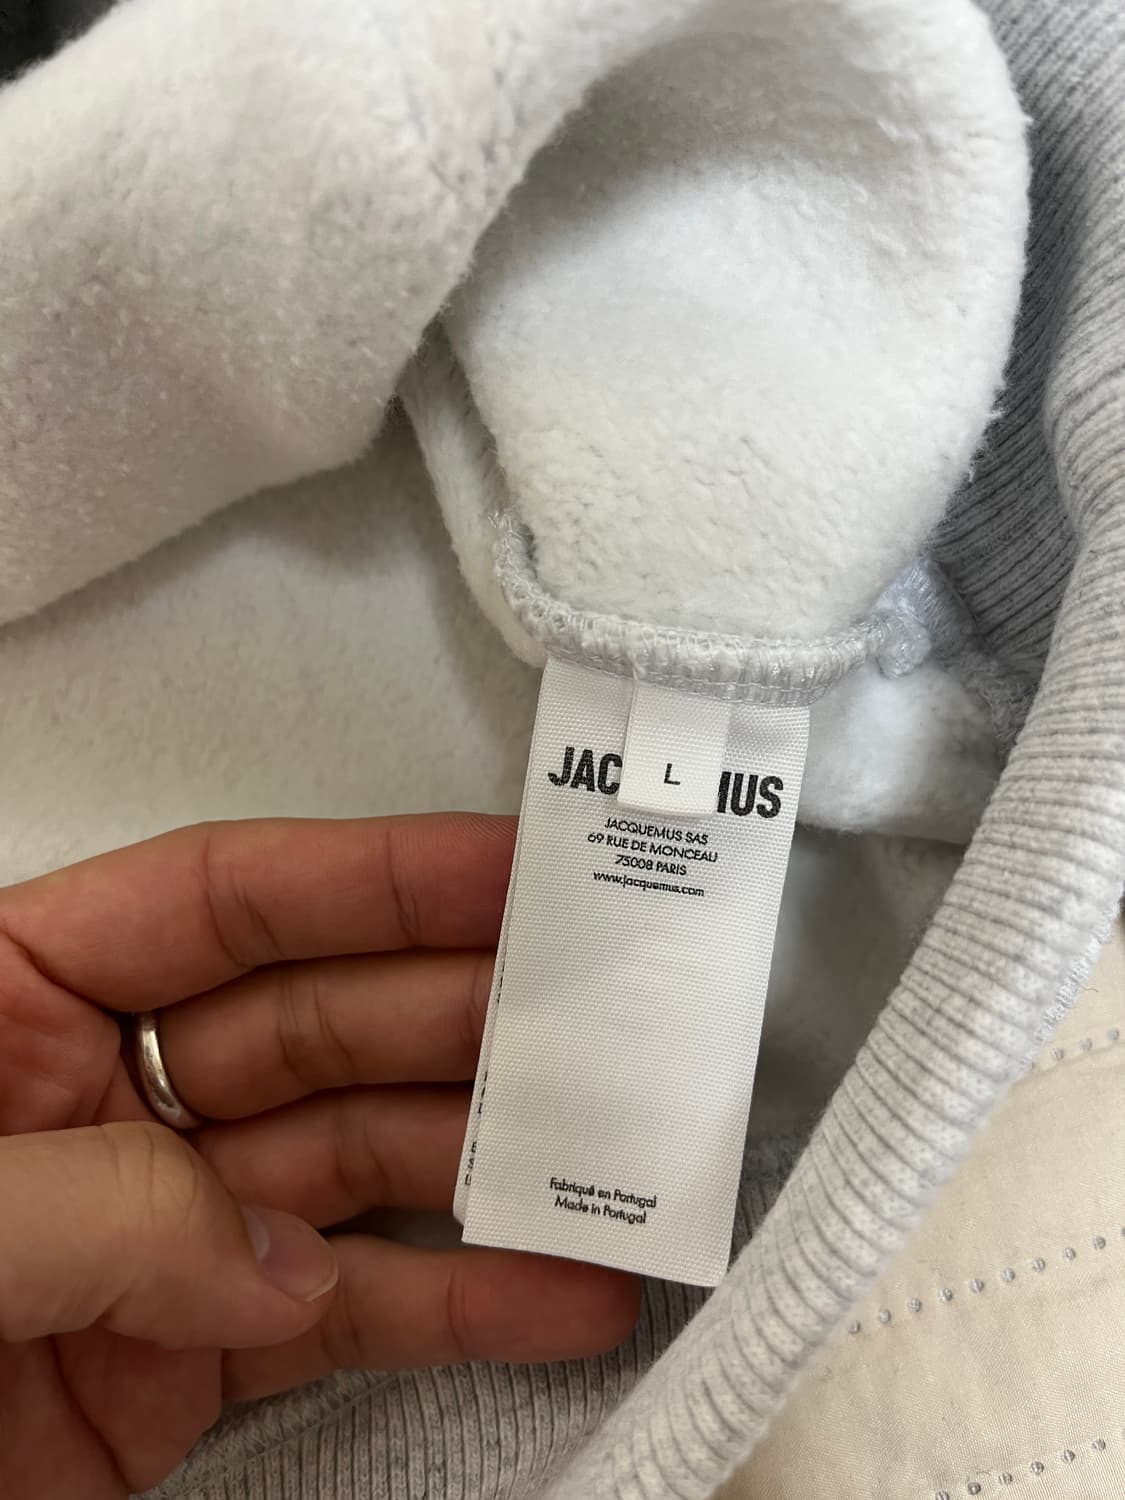 JAC MUS
L
JACQUEMUS SAS
69 RUE DE MONCEAU
75008 PARIS
www.jacquemus.com
Fabriqué en Portugal
Made in Portugal